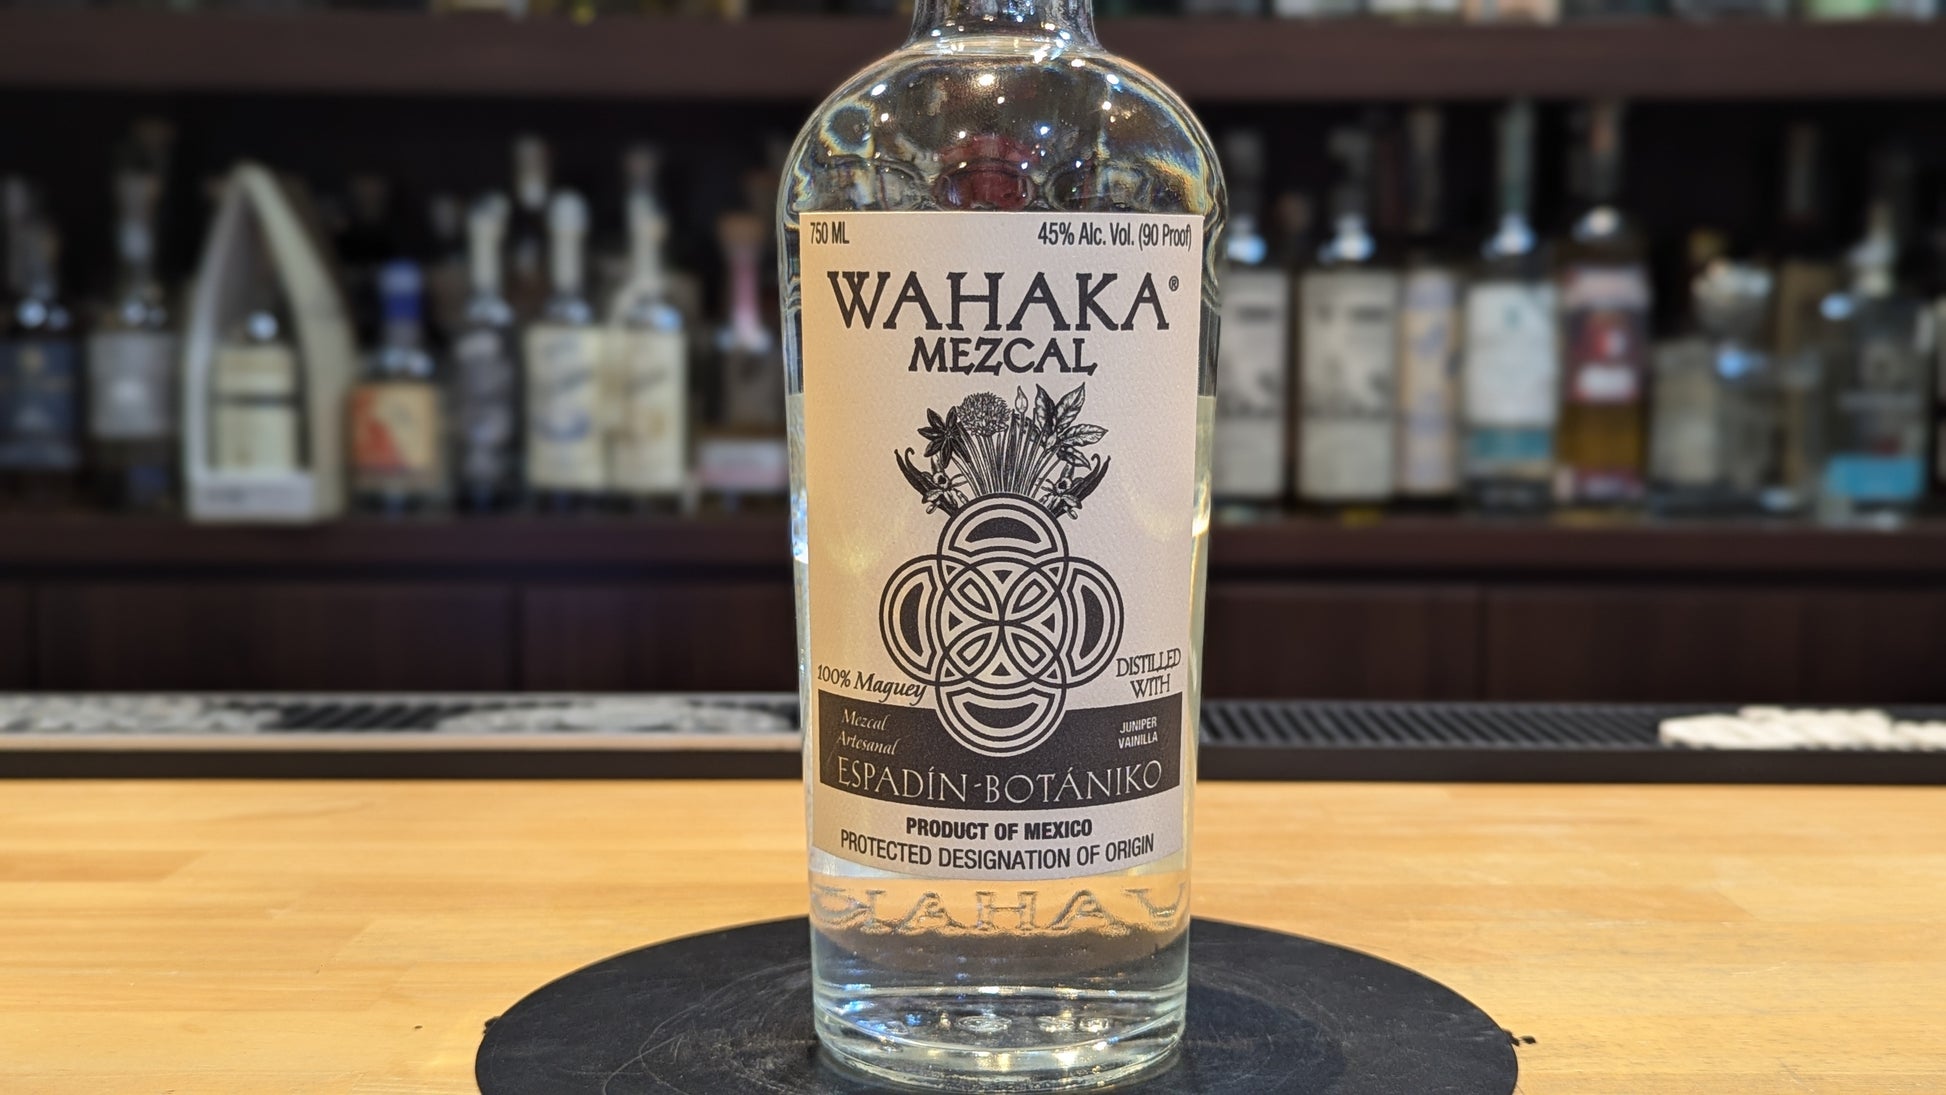 750 ML
45% Alc. Vol. (90 Proof)
WAHAKA®
MEZCAL
100% Maguey
DISTILLED
WITH
Mezcal
Artesanal
JUNIPER
VAINILLA
ESPADÍN-BOTÁNIKO
PRODUCT OF MEXICO
PROTECTED DESIGNATION OF ORIGIN